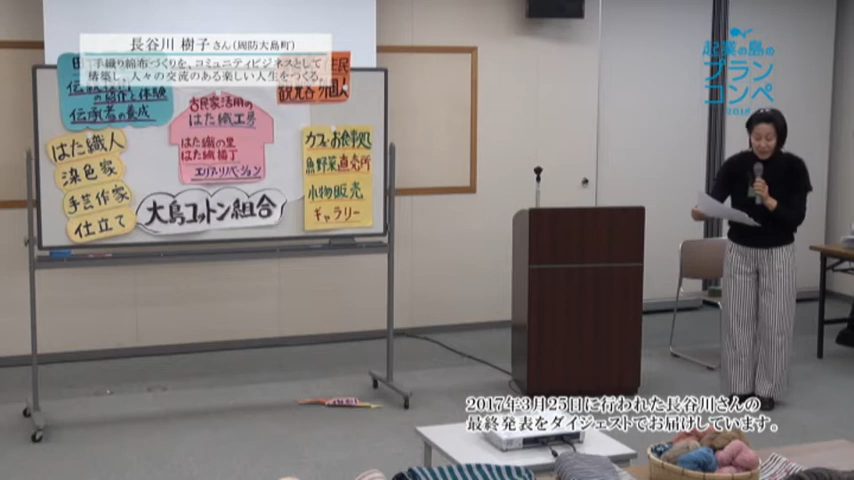 長谷川 樹子さん(周防大島町)
手織り綿布づくりを、コミュニティビジネスとして
構築し、人々の交流のある楽しい人生をつくる。
起業の島の
プラン
コンペ
の習作と体験
伝承者の養成
住民
観光客 個人
古民家活用の
はた織工房
はた織の里
はた織横丁
エリアリノベーション
カフェ・お食事処
魚野菜直売所
小物販売
ギャラリー
はた織人
染色家
手芸作家
仕立て
大島コットン組合
2017年3月25日に行われた長谷川さんの
最終発表をダイジェストでお届けしています。